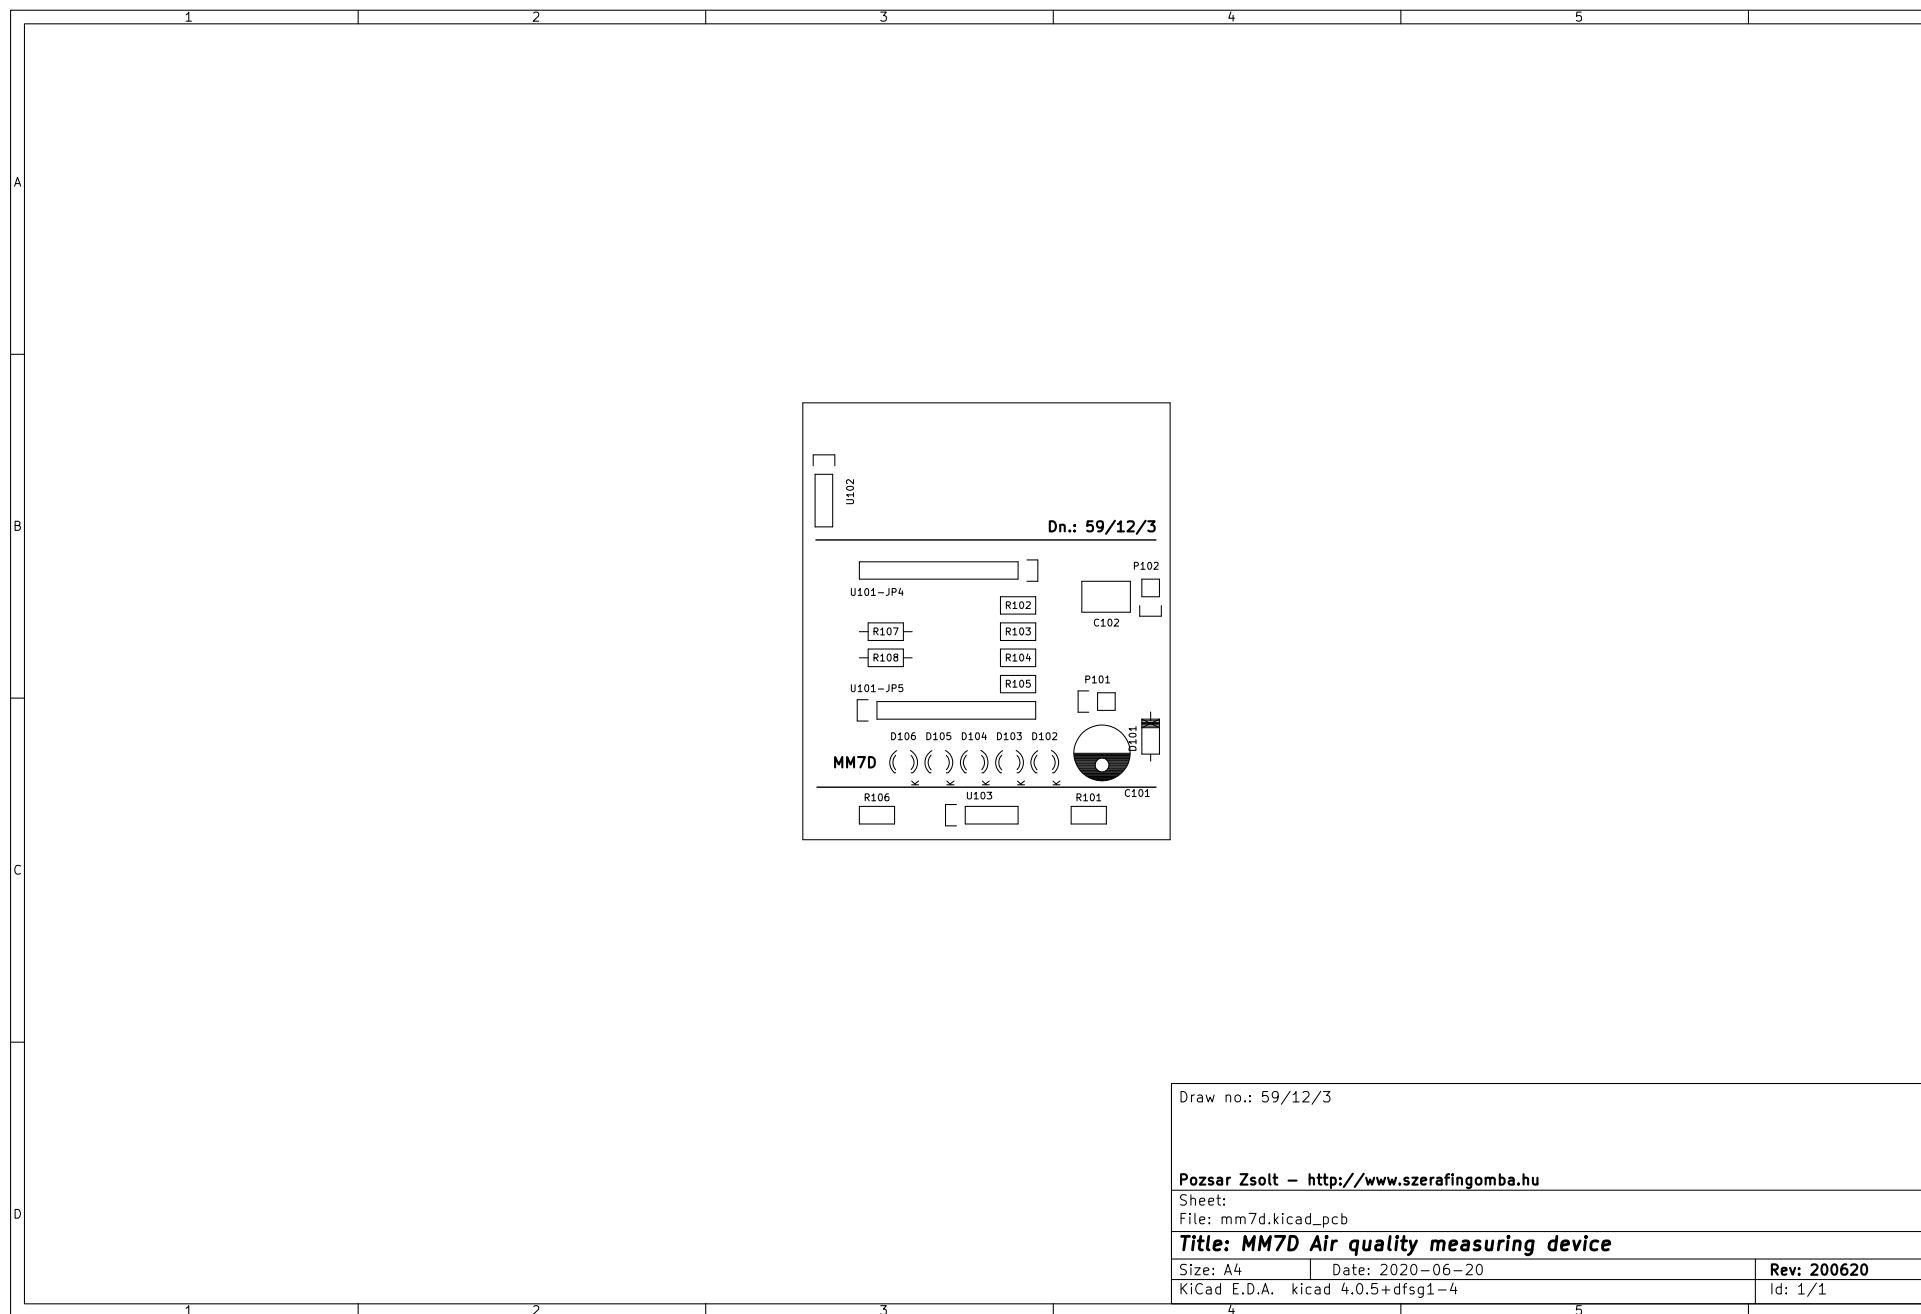 1 2 3 4 5
A
U102
B
Dn.: 59/12/3
P102
U101-JP4
R102
C102
R107 R103
R108 R104
P101
R105
U101-JP5
D101
D106 D105 D104 D103 D102
MM7D
K K K K K
C101
R106 U103 R101
C
Draw no.: 59/12/3
Pozsar Zsolt - http://www.szerafingomba.hu
Sheet:
D
File: mm7d.kicad_pcb
Title: MM7D Air quality measuring device
Size: A4 Date: 2020-06-20 Rev: 200620
KiCad E.D.A. kicad 4.0.5+dfsg1-4 Id: 1/1
1 2 3 4 5